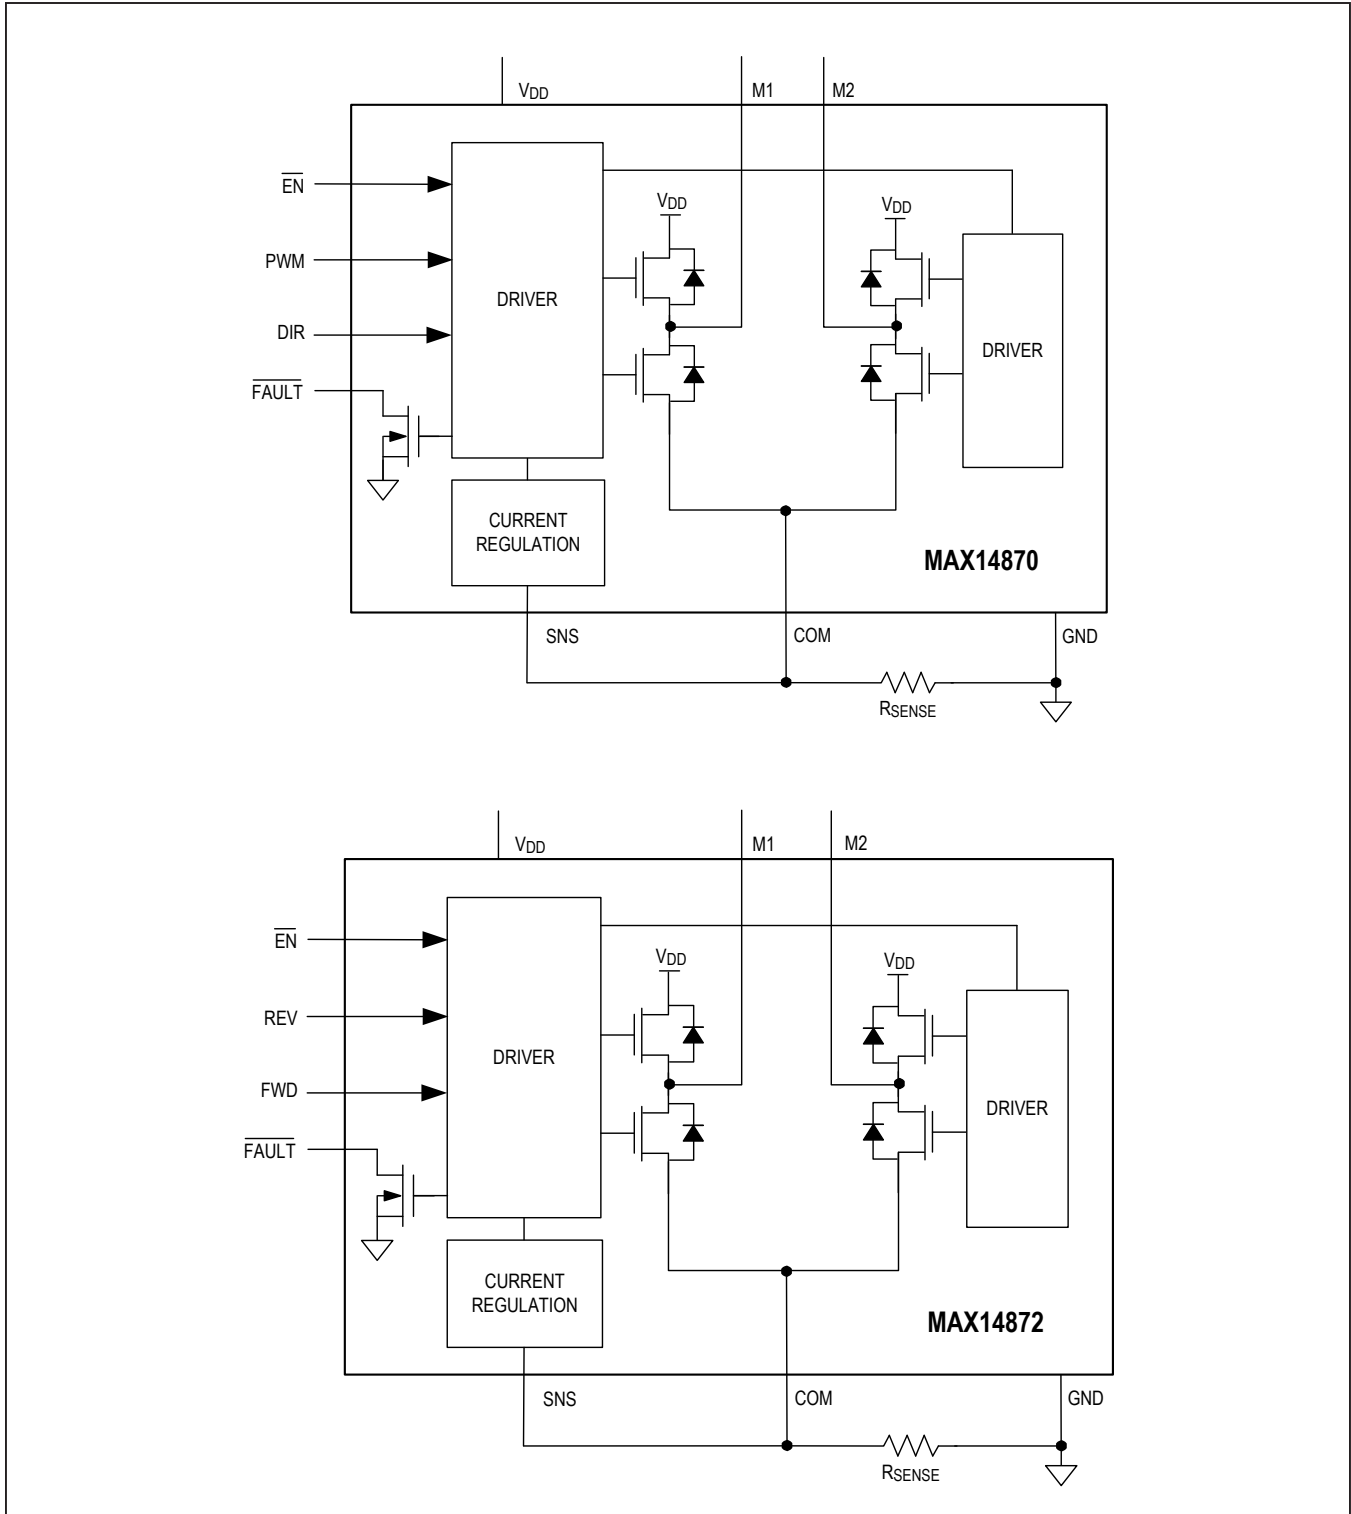 VDD
M1
M2
EN
PWM
DIR
FAULT
DRIVER
VDD
VDD
DRIVER
CURRENT
REGULATION
MAX14870
SNS
COM
GND
RSENSE
VDD
M1
M2
EN
REV
FWD
FAULT
DRIVER
VDD
VDD
DRIVER
CURRENT
REGULATION
MAX14872
SNS
COM
GND
RSENSE